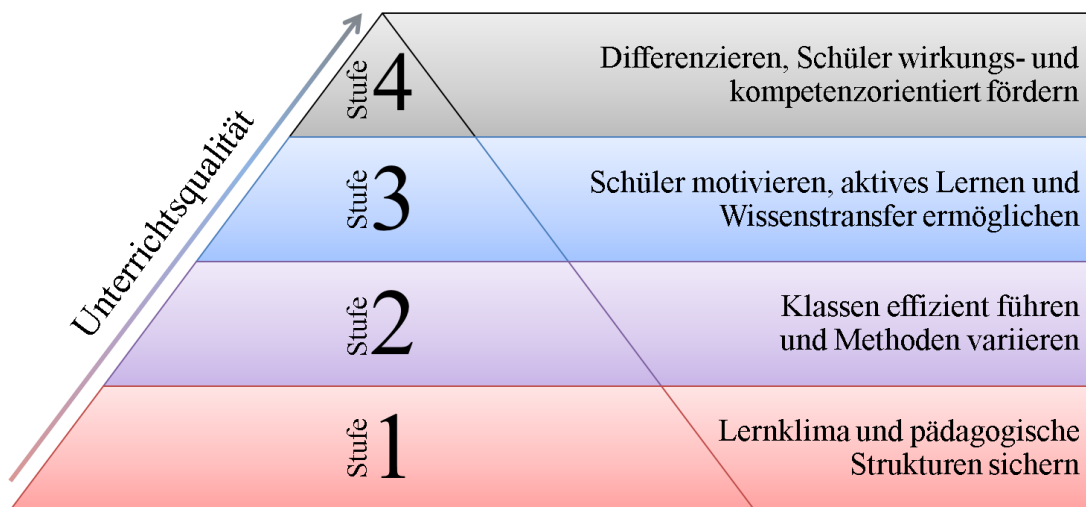 Unterrichtsqualität
Stufe 4
Differenzieren, Schüler wirkungs- und
kompetenzorientiert fördern
Stufe 3
Schüler motivieren, aktives Lernen und
Wissenstransfer ermöglichen
Stufe 2
Klassen effizient führen
und Methoden variieren
Stufe 1
Lernklima und pädagogische
Strukturen sichern